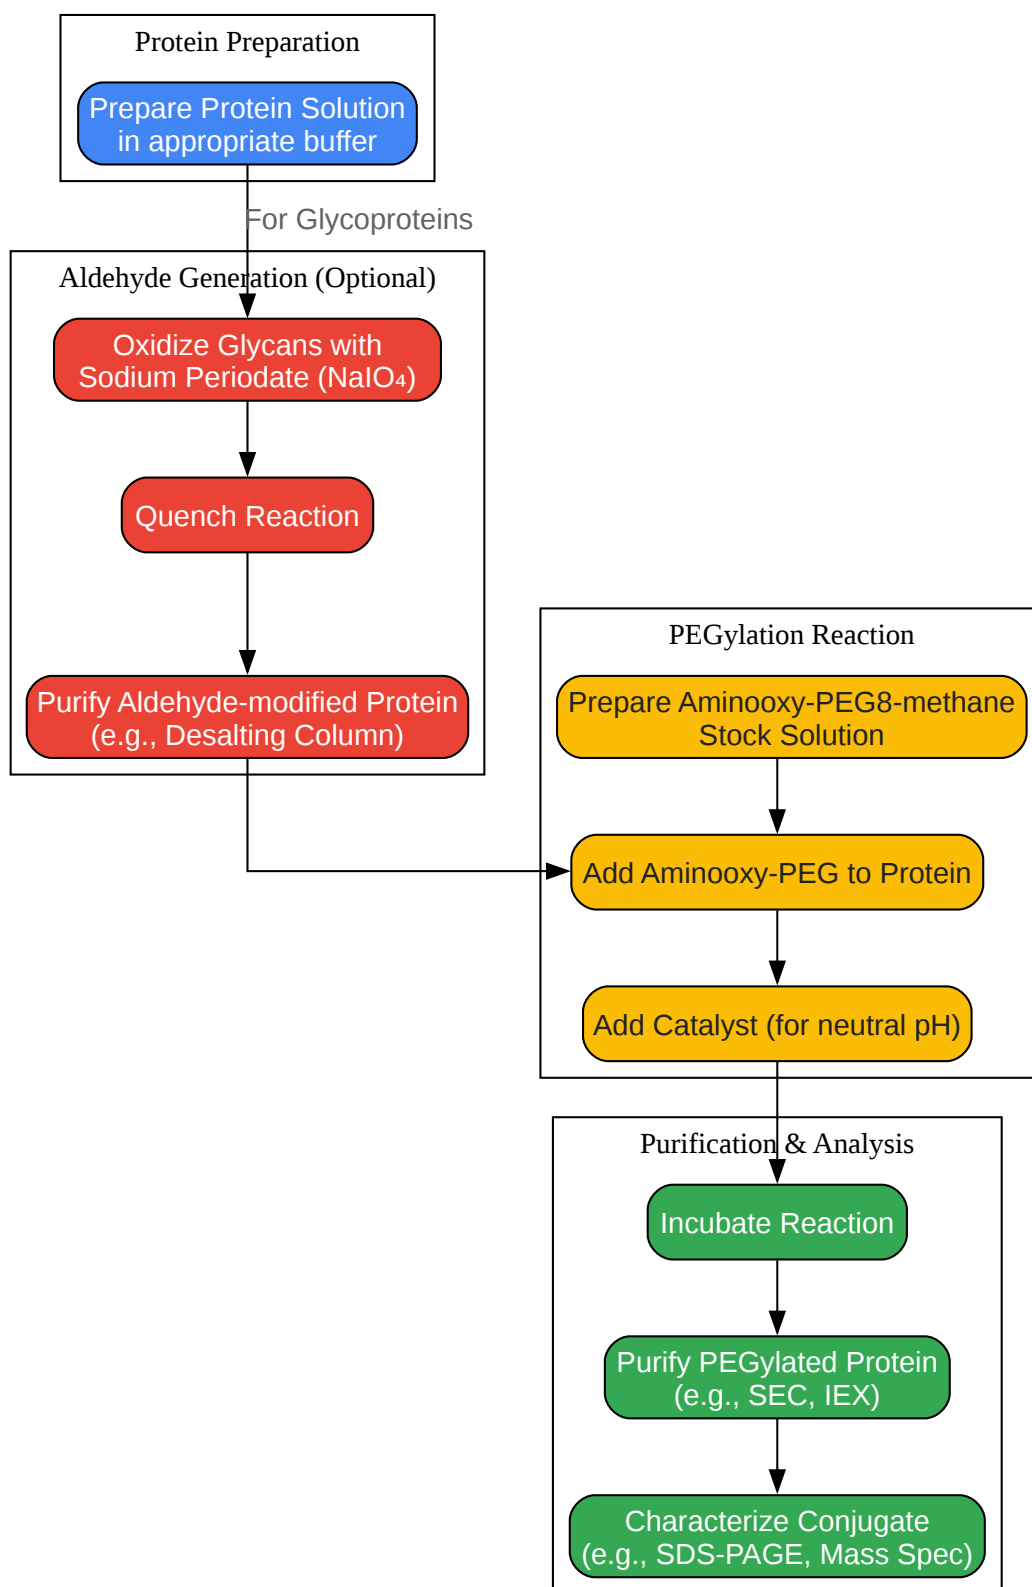 Protein Preparation
Prepare Protein Solution
in appropriate buffer
For Glycoproteins
Aldehyde Generation (Optional)
Oxidize Glycans with
Sodium Periodate (NaIO₄)
Quench Reaction
Purify Aldehyde-modified Protein
(e.g., Desalting Column)
PEGylation Reaction
Prepare Aminooxy-PEG8-methane
Stock Solution
Add Aminooxy-PEG to Protein
Add Catalyst (for neutral pH)
Purification & Analysis
Incubate Reaction
Purify PEGylated Protein
(e.g., SEC, IEX)
Characterize Conjugate
(e.g., SDS-PAGE, Mass Spec)